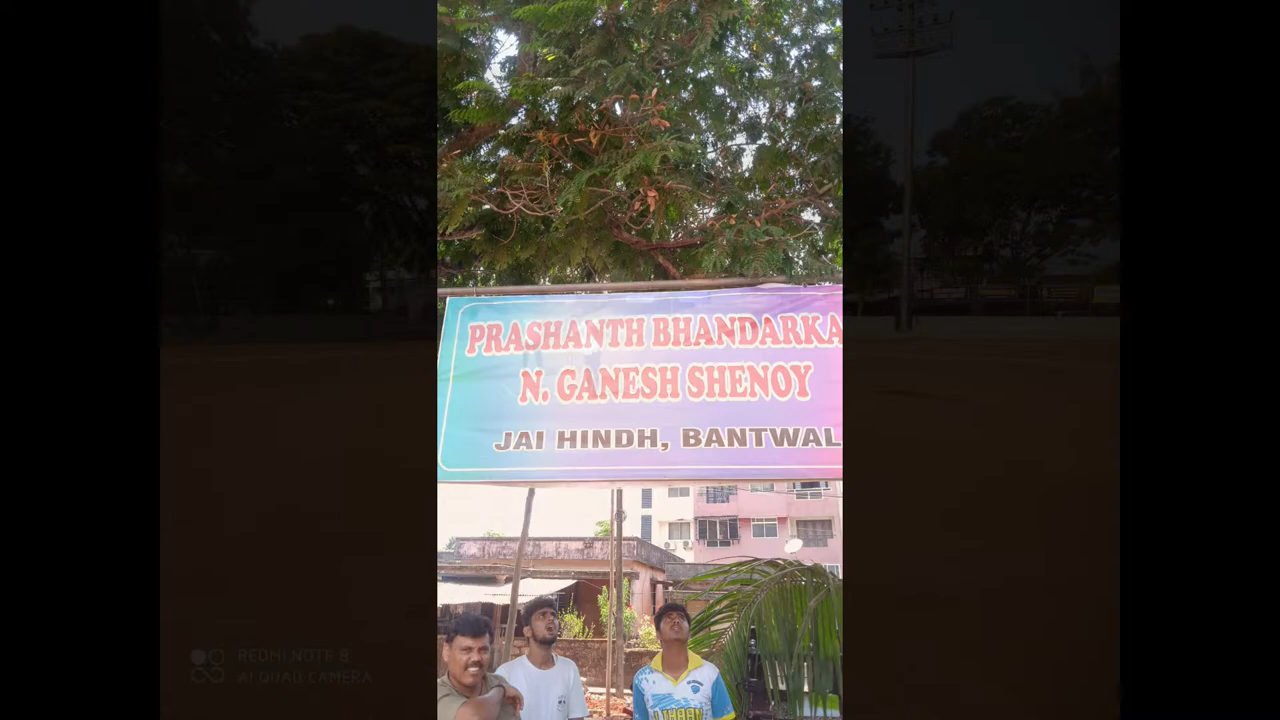 PRASHANTH BHANDARKA
N. GANESH SHENOY
JAI HINDH, BANTWAL
REDMI NOTE 8
AI QUAD CAMERA